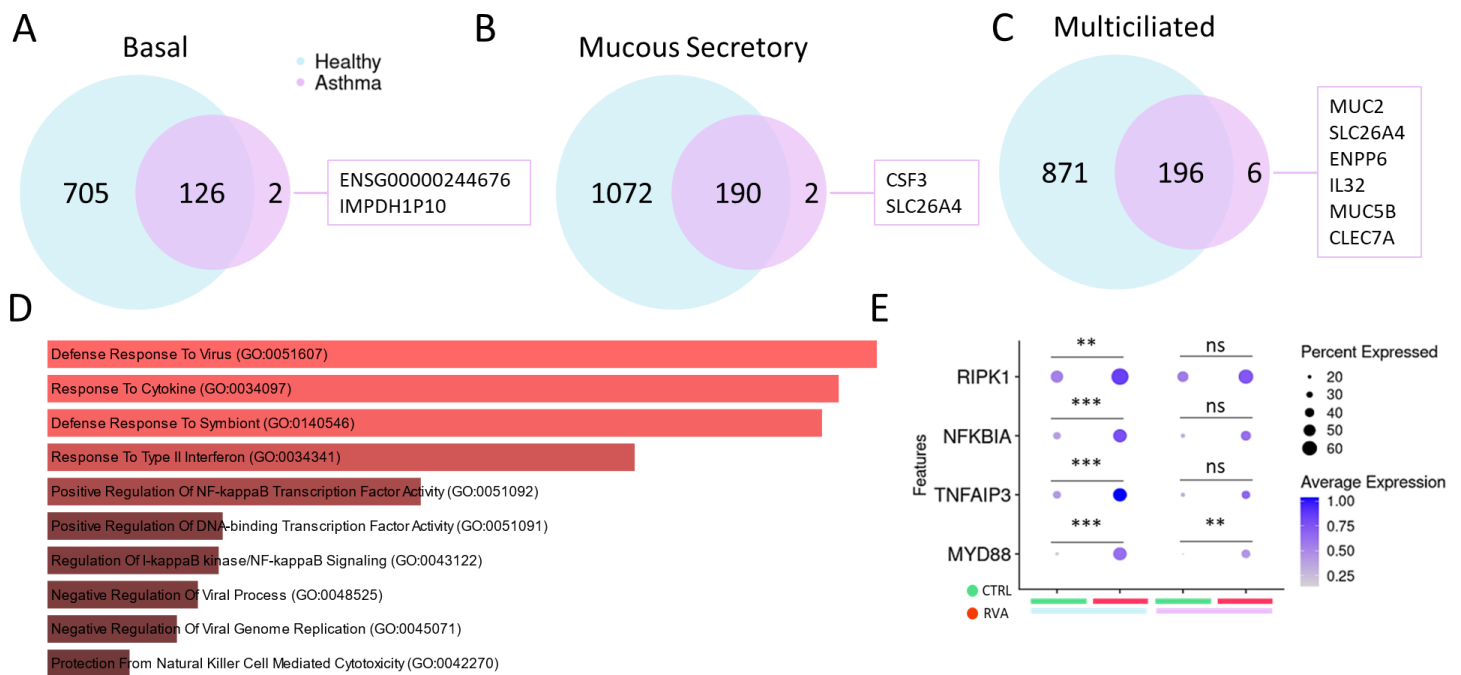 A
Basal
Healthy
Asthma
705
126
2
ENSG00000244676
IMPDH1P10
B
Mucous Secretory
1072
190
2
CSF3
SLC26A4
C
Multiciliated
871
196
6
MUC2
SLC26A4
ENPP6
IL32
MUC5B
CLEC7A
D
Defense Response To Virus (GO:0051607)
Response To Cytokine (GO:0034097)
Defense Response To Symbiont (GO:0140546)
Response To Type II Interferon (GO:0034341)
Positive Regulation Of NF-kappaB Transcription Factor Activity (GO:0051092)
Positive Regulation Of DNA-binding Transcription Factor Activity (GO:0051091)
Regulation Of I-kappaB kinase/NF-kappaB Signaling (GO:0043122)
Negative Regulation Of Viral Process (GO:0048525)
Negative Regulation Of Viral Genome Replication (GO:0045071)
Protection From Natural Killer Cell Mediated Cytotoxicity (GO:0042270)
E
Features
** ns
RIPK1
*** ns
NFKBIA
*** ns
TNFAIP3
*** **
MYD88
CTRL
RVA
Percent Expressed
20
30
40
50
60
Average Expression
1.00
0.75
0.50
0.25